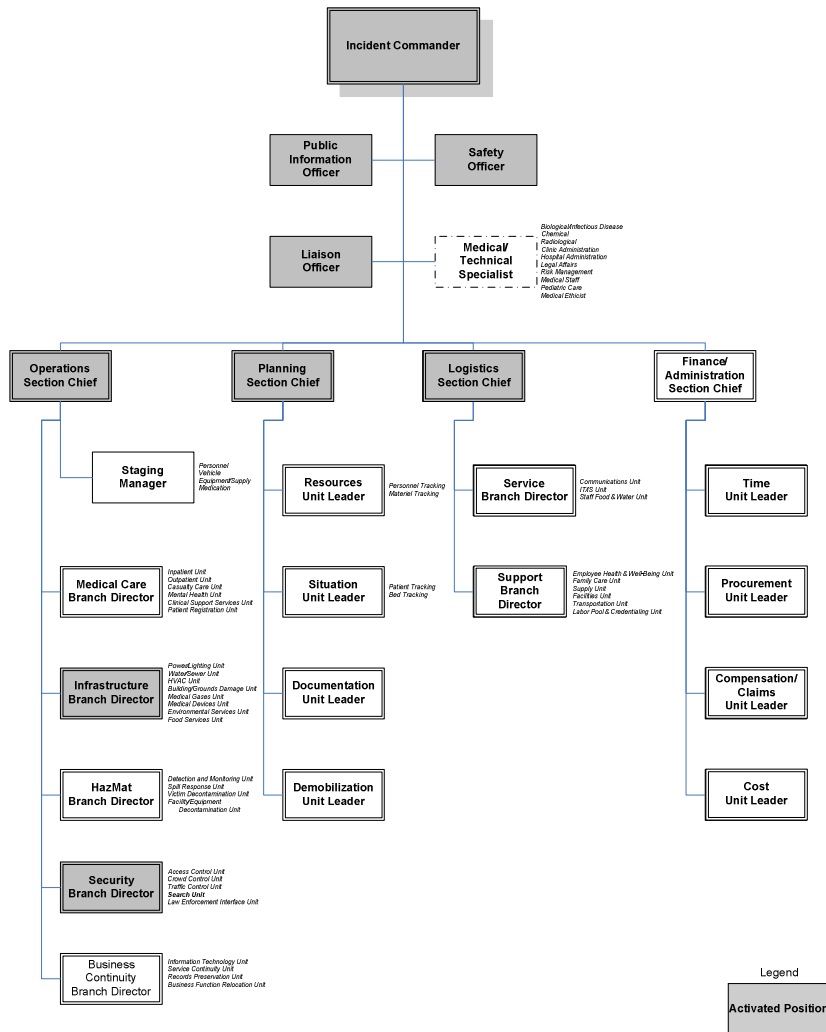 Incident Commander
Public
Information
Officer
Safety
Officer
Liaison
Officer
Medical/
Technical
Specialist
Biological/Infectious Disease
Chemical
Radiological
Clinic Administration
Hospital Administration
Legal Affairs
Risk Management
Medical Staff
Pediatric Care
Medical Ethicist
Operations
Section Chief
Planning
Section Chief
Logistics
Section Chief
Finance/
Administration
Section Chief
Staging
Manager
Personnel
Vehicle
Equipment/Supply
Medication
Resources
Unit Leader
Personnel Tracking
Materiel Tracking
Service
Branch Director
Communications Unit
IT/IS Unit
Staff Food & Water Unit
Time
Unit Leader
Medical Care
Branch Director
Inpatient Unit
Outpatient Unit
Casualty Care Unit
Mental Health Unit
Clinical Support Services Unit
Patient Registration Unit
Situation
Unit Leader
Patient Tracking
Bed Tracking
Support
Branch
Director
Employee Health & Well-Being Unit
Family Care Unit
Supply Unit
Facilities Unit
Transportation Unit
Labor Pool & Credentialing Unit
Procurement
Unit Leader
Infrastructure
Branch Director
Power/Lighting Unit
Water/Sewer Unit
HVAC Unit
Building/Grounds Damage Unit
Medical Gases Unit
Medical Devices Unit
Environmental Services Unit
Food Services Unit
Documentation
Unit Leader
Compensation/
Claims
Unit Leader
HazMat
Branch Director
Detection and Monitoring Unit
Spill Response Unit
Victim Decontamination Unit
Facility/Equipment
Decontamination Unit
Demobilization
Unit Leader
Cost
Unit Leader
Security
Branch Director
Access Control Unit
Crowd Control Unit
Traffic Control Unit
Search Unit
Law Enforcement Interface Unit
Business
Continuity
Branch Director
Information Technology Unit
Service Continuity Unit
Records Preservation Unit
Business Function Relocation Unit
Legend
Activated Position